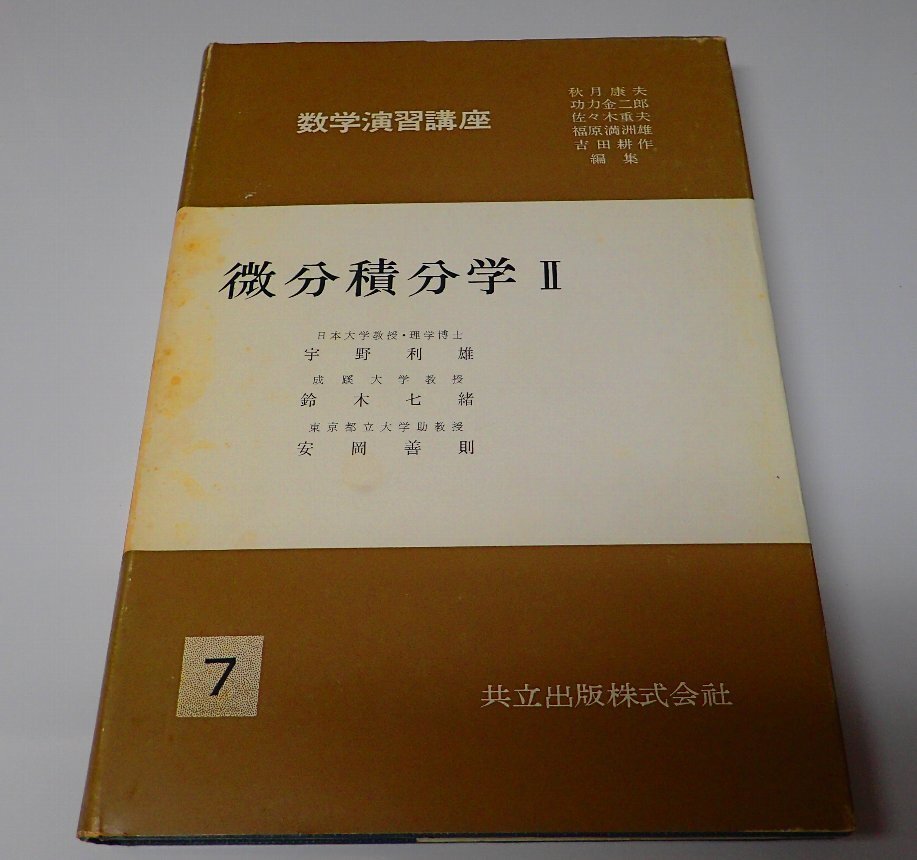 数学演習講座
秋月康夫
功力金二郎
佐々木重夫
福原満洲雄
吉田耕作
編集
微分積分学 II
日本大学教授・理学博士
宇野利雄
成蹊大学教授
鈴木七緒
東京都立大学助教授
安岡善則
7
共立出版株式会社